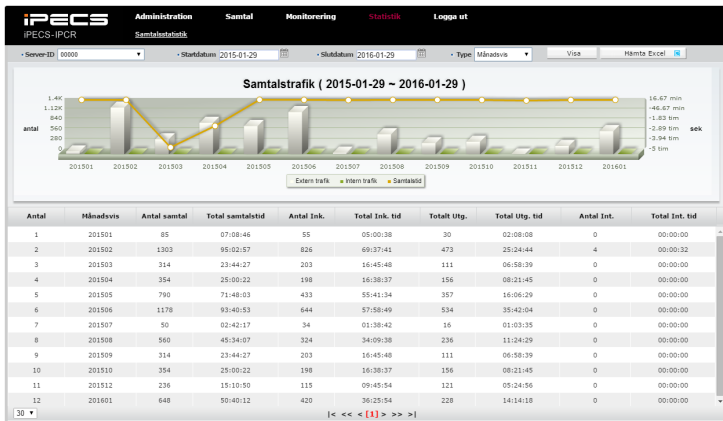 iPECS
iPECS-IPCR
Administration Samtal Monitorering Statistik Logga ut
Samtalsstatistik
Server-ID 00000 Startdatum 2015-01-29 Slutdatum 2016-01-29 Type Månadsvis Visa Hämta Excel
Samtalstrafik ( 2015-01-29 ~ 2016-01-29 )
1.4K 16.67 min
1.12K -46.67 min
840 -1.83 tim
antal 560 -2.89 tim sek
280 -3.94 tim
0 -5 tim
201501 201502 201503 201504 201505 201506 201507 201508 201509 201510 201511 201512 201601
Extern trafik Intern trafik Samtalstid
Antal Månadsvis Antal samtal Total samtalstid Antal Ink. Total Ink. tid Totalt Utg. Total Utg. tid Antal Int. Total Int. tid
1 201501 85 07:08:46 55 05:00:38 30 02:08:08 0 00:00:00
2 201502 1303 95:02:57 826 69:37:41 473 25:24:44 4 00:00:32
3 201503 314 23:44:27 203 16:45:48 111 06:58:39 0 00:00:00
4 201504 354 25:00:22 198 16:38:37 156 08:21:45 0 00:00:00
5 201505 790 71:48:03 433 55:41:34 357 16:06:29 0 00:00:00
6 201506 1178 93:40:53 644 57:58:49 534 35:42:04 0 00:00:00
7 201507 50 02:42:17 34 01:38:42 16 01:03:35 0 00:00:00
8 201508 560 45:34:07 324 34:09:38 236 11:24:29 0 00:00:00
9 201509 314 23:44:27 203 16:45:48 111 06:58:39 0 00:00:00
10 201510 354 25:00:22 198 16:38:37 156 08:21:45 0 00:00:00
11 201512 236 15:10:50 115 09:45:54 121 05:24:56 0 00:00:00
12 201601 648 50:40:12 420 36:25:54 228 14:14:18 0 00:00:00
30 |< << < [1] > >> >|